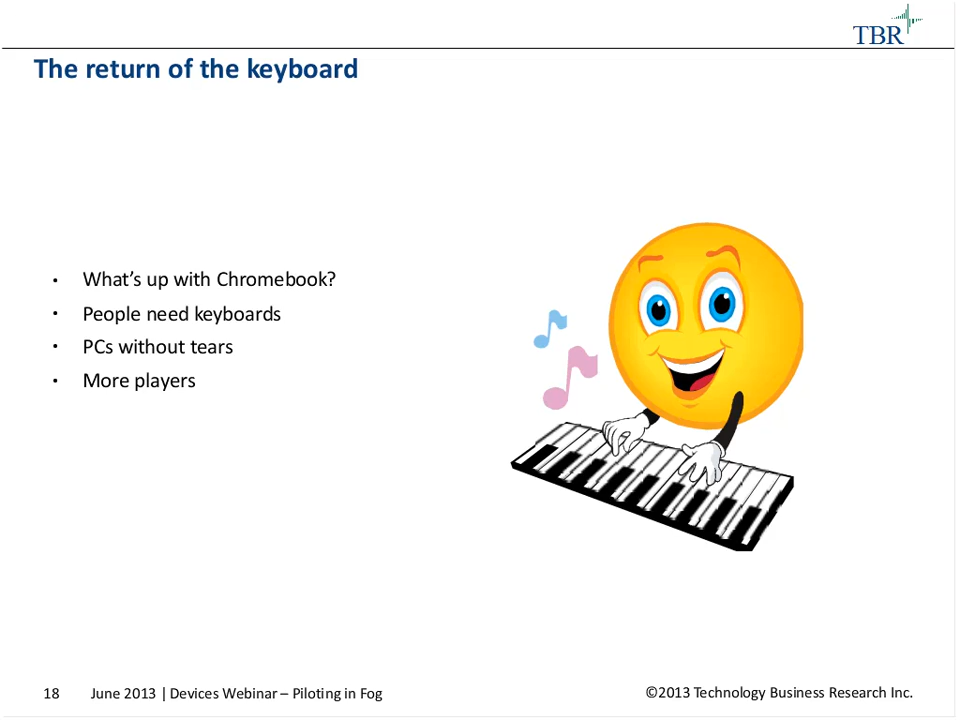 TBR
The return of the keyboard
• What's up with Chromebook?
• People need keyboards
• PCs without tears
• More players
18 June 2013 | Devices Webinar – Piloting in Fog
©2013 Technology Business Research Inc.